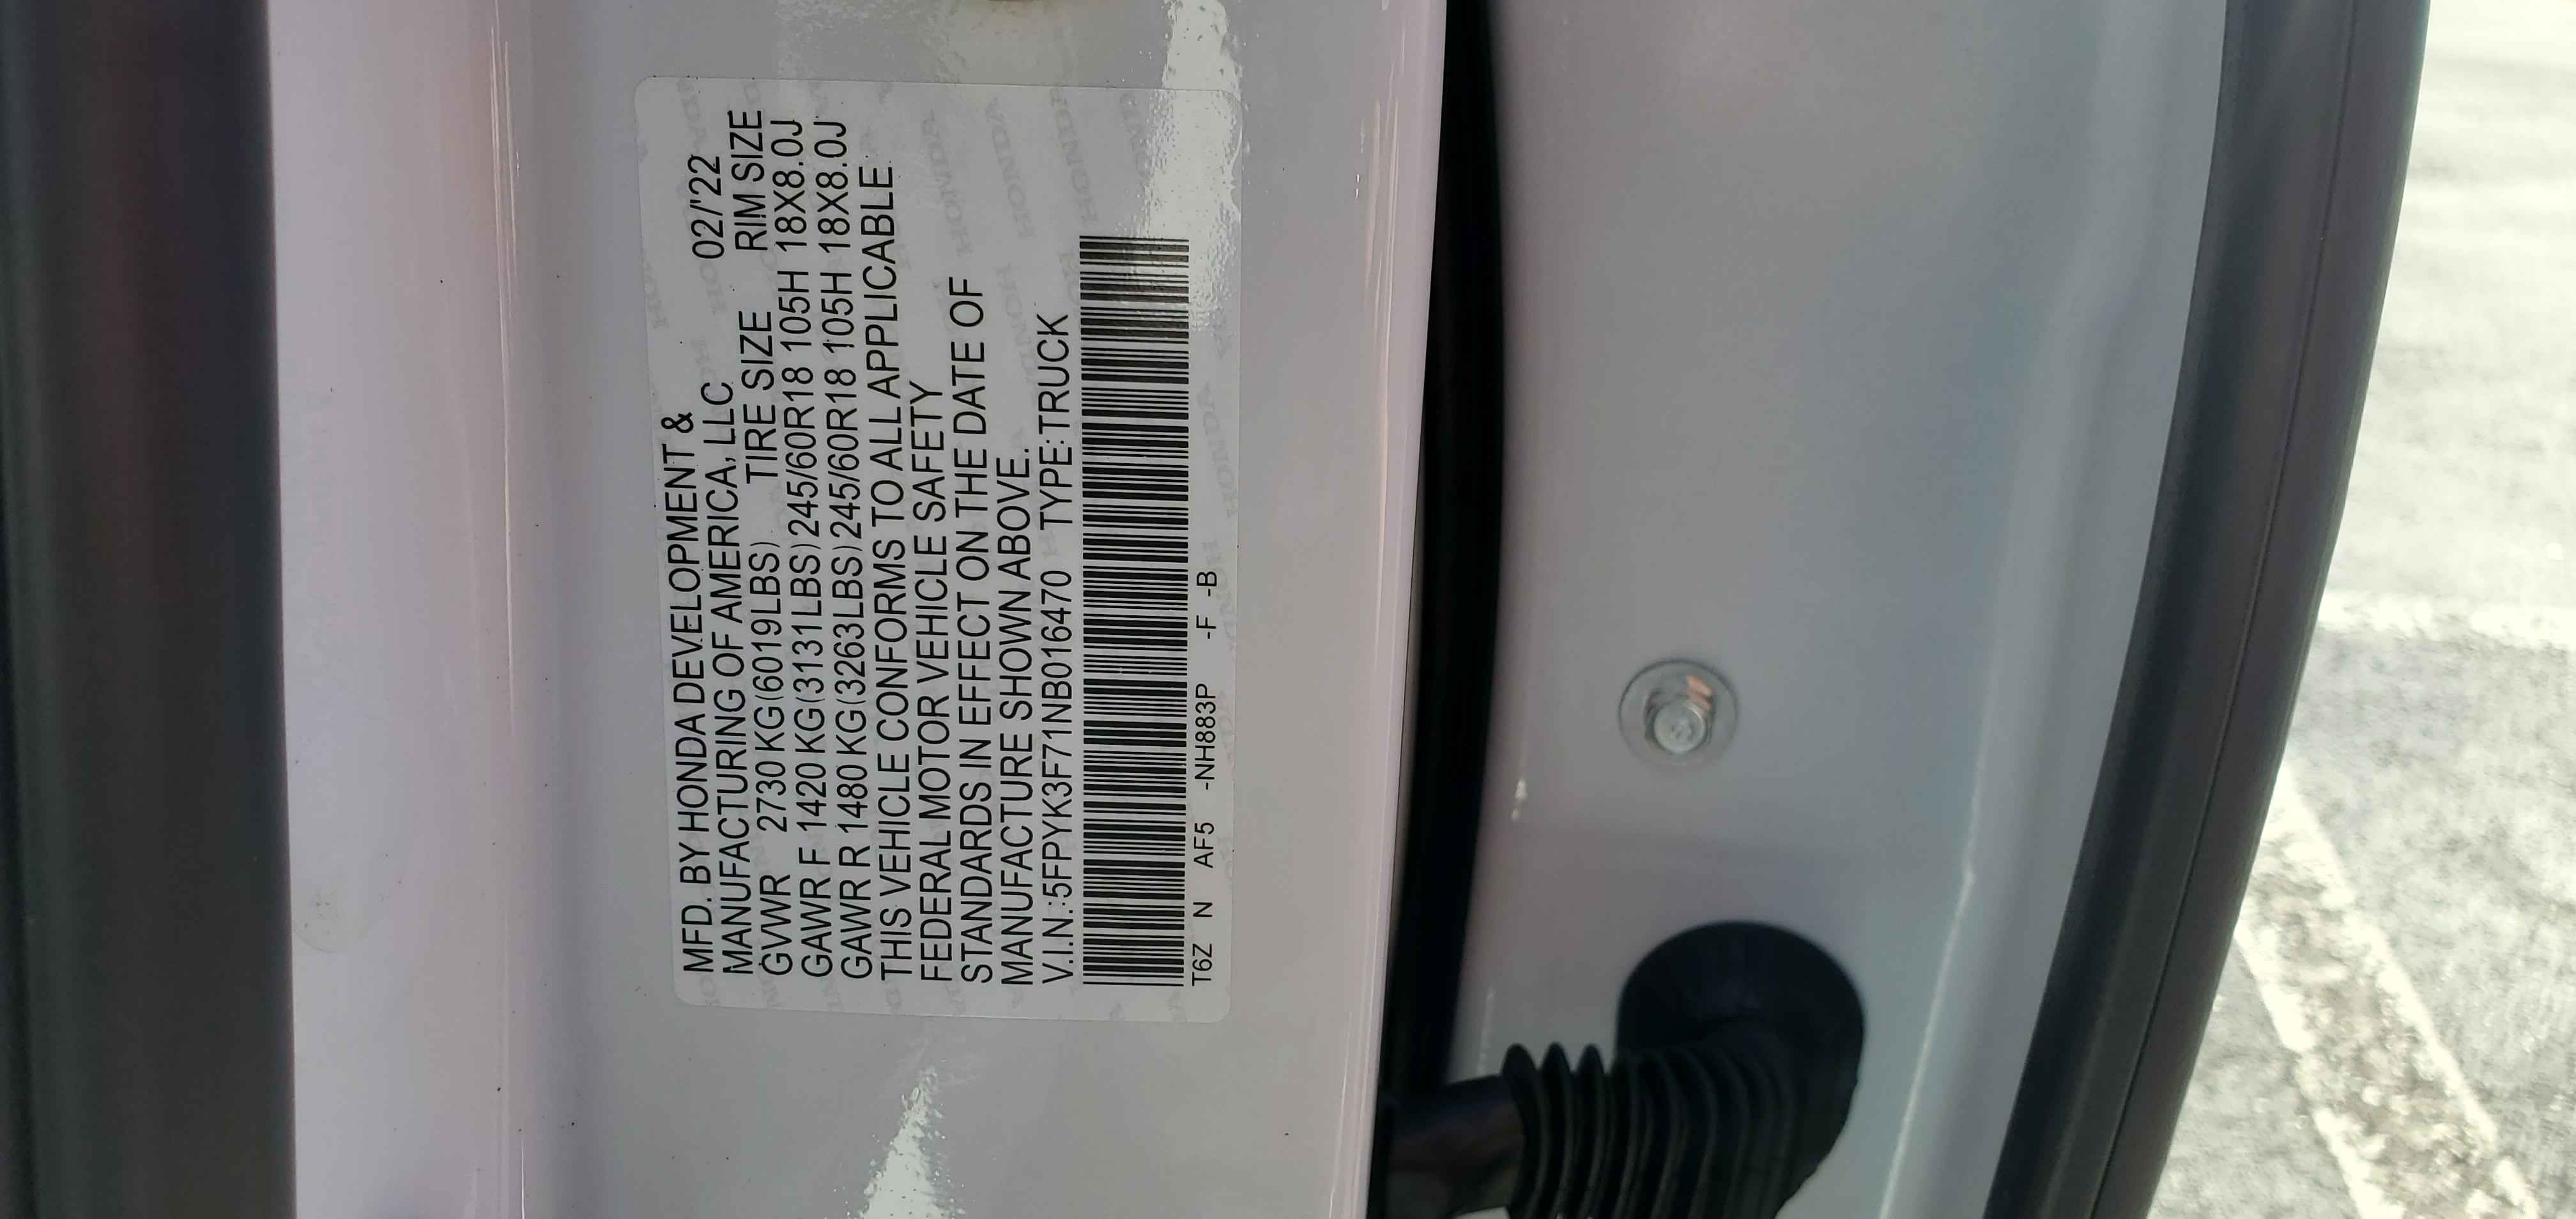 MFD. BY HONDA DEVELOPMENT &
MANUFACTURING OF AMERICA, LLC 02/'22
GVWR 2730 KG(6019LBS) TIRE SIZE RIM SIZE
GAWR F 1420 KG(3131LBS) 245/60R18 105H 18X8.0J
GAWR R 1480 KG(3263LBS) 245/60R18 105H 18X8.0J
THIS VEHICLE CONFORMS TO ALL APPLICABLE
FEDERAL MOTOR VEHICLE SAFETY
STANDARDS IN EFFECT ON THE DATE OF
MANUFACTURE SHOWN ABOVE.
V.I.N.:5FPYK3F71NB016470 TYPE:TRUCK
T6Z N AF5 -NH883P -F -B